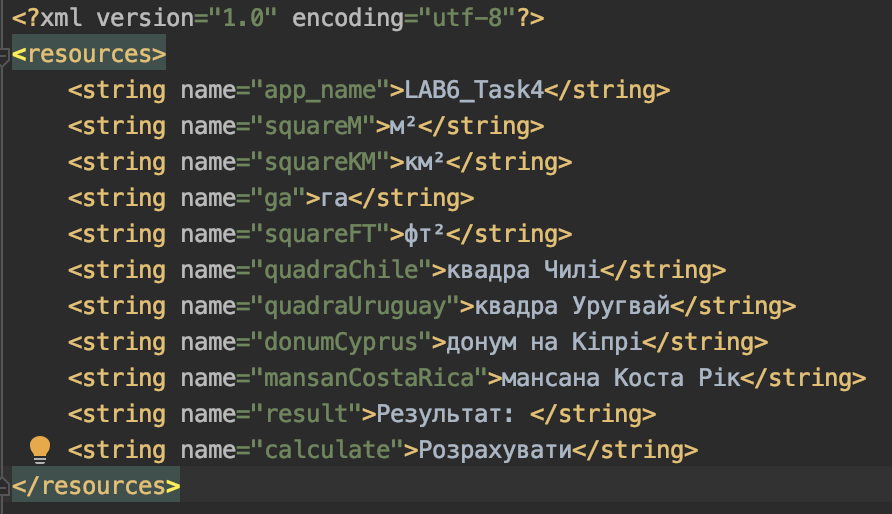 <?xml version="1.0" encoding="utf-8"?>
<resources>
    <string name="app_name">LAB6_Task4</string>
    <string name="squareM">м²</string>
    <string name="squareKM">км²</string>
    <string name="ga">га</string>
    <string name="squareFT">фт²</string>
    <string name="quadraChile">квадра Чилі</string>
    <string name="quadraUruguay">квадра Уругвай</string>
    <string name="donumCyprus">донум на Кіпрі</string>
    <string name="mansanCostaRica">мансана Коста Рік</string>
    <string name="result">Результат: </string>
    <string name="calculate">Розрахувати</string>
</resources>